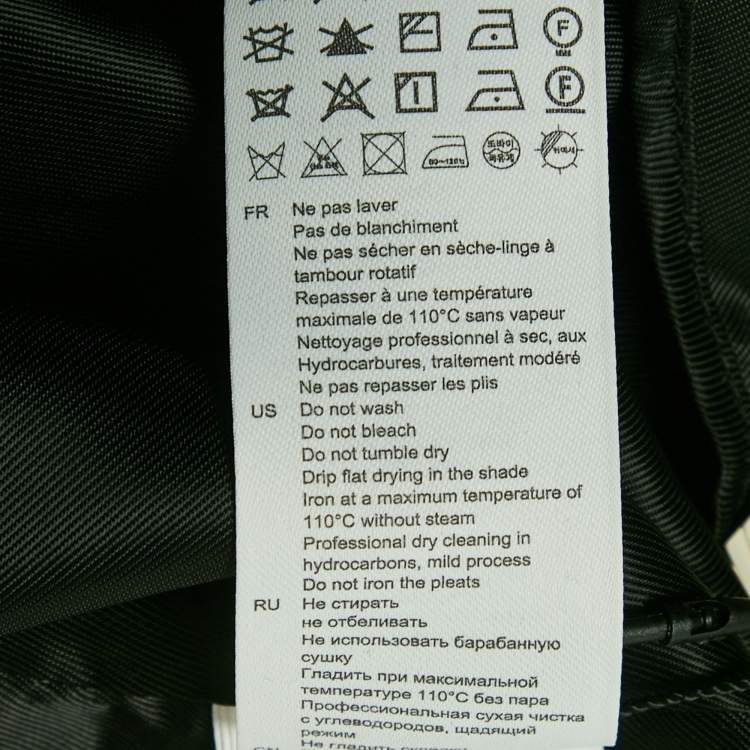 F
F
80~120℃
FR Ne pas laver
Pas de blanchiment
Ne pas sécher en sèche-linge à
tambour rotatif
Repasser à une température
maximale de 110°C sans vapeur
Nettoyage professionnel à sec, aux
Hydrocarbures, traitement modéré
Ne pas repasser les plis
US Do not wash
Do not bleach
Do not tumble dry
Drip flat drying in the shade
Iron at a maximum temperature of
110°C without steam
Professional dry cleaning in
hydrocarbons, mild process
Do not iron the pleats
RU Не стирать
не отбеливать
Не использовать барабанную
сушку
Гладить при максимальной
температуре 110°C без пара
Профессиональная сухая чистка
с углеводородов, щадящий
режим
Не гладить